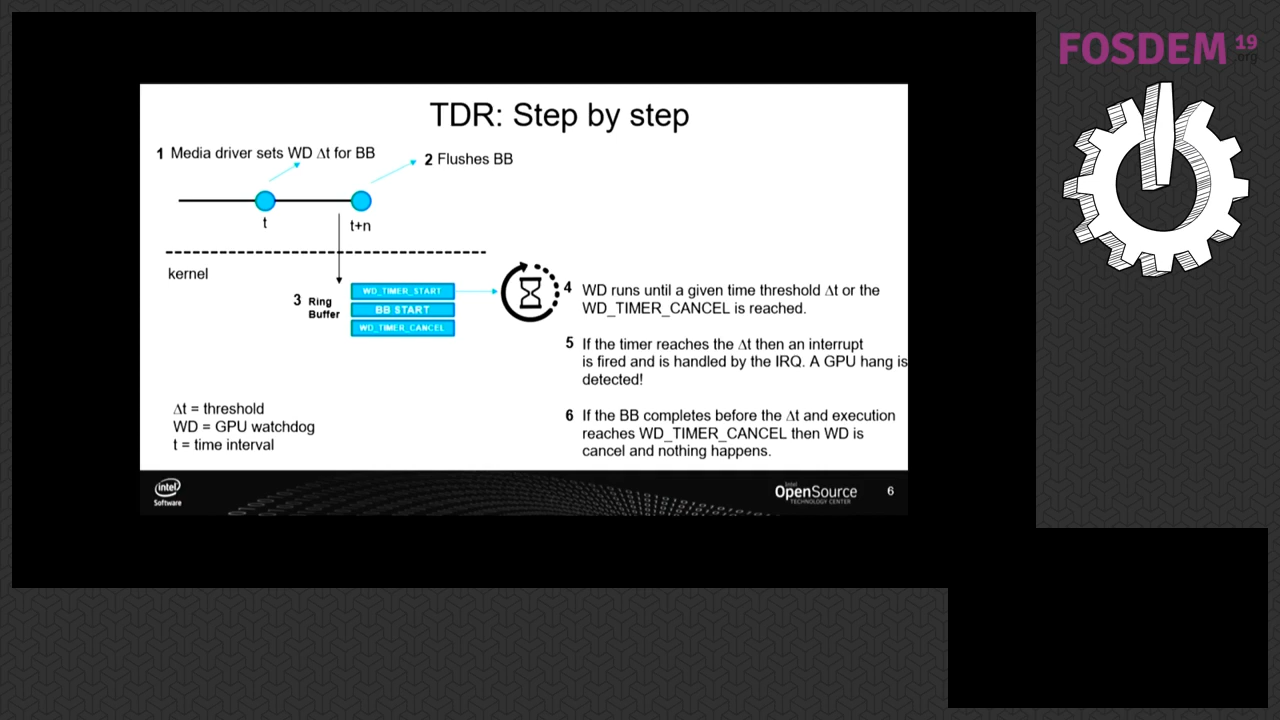 FOSDEM 19
.org
TDR: Step by step
1 Media driver sets WD Δt for BB
2 Flushes BB
t
t+n
kernel
3 Ring
Buffer
WD_TIMER_START
BB START
WD_TIMER_CANCEL
4 WD runs until a given time threshold Δt or the
WD_TIMER_CANCEL is reached.
5 If the timer reaches the Δt then an interrupt
is fired and is handled by the IRQ. A GPU hang is
detected!
6 If the BB completes before the Δt and execution
reaches WD_TIMER_CANCEL then WD is
cancel and nothing happens.
Δt = threshold
WD = GPU watchdog
t = time interval
intel
Software
Intel
OpenSource
TECHNOLOGY CENTER
6